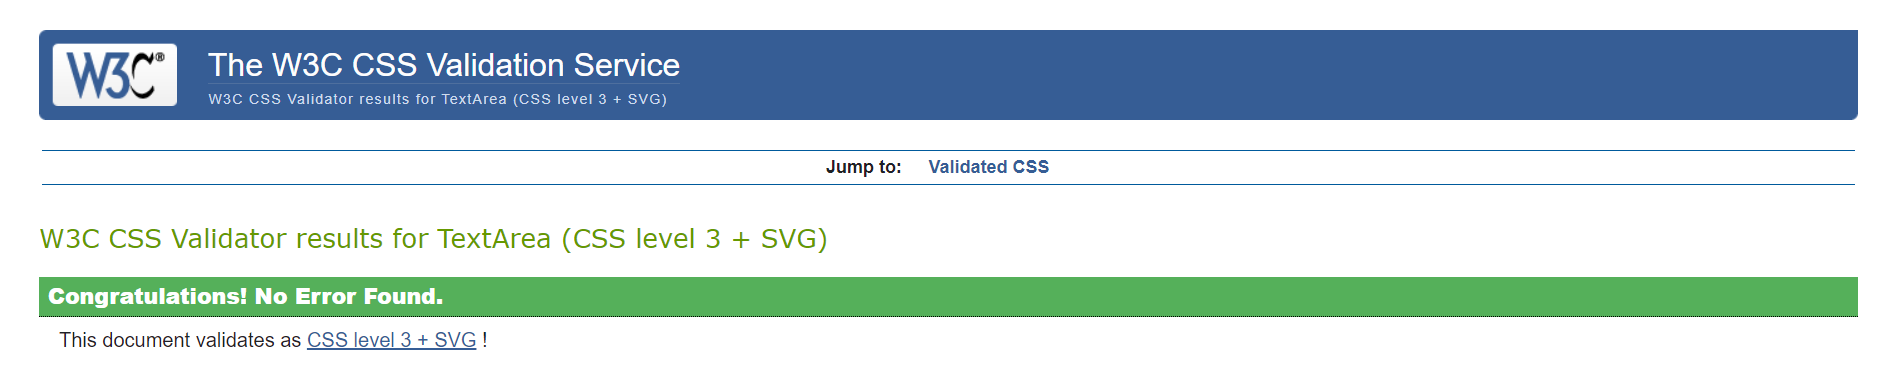 W3C®
The W3C CSS Validation Service
W3C CSS Validator results for TextArea (CSS level 3 + SVG)
Jump to: Validated CSS
W3C CSS Validator results for TextArea (CSS level 3 + SVG)
Congratulations! No Error Found.
This document validates as CSS level 3 + SVG !